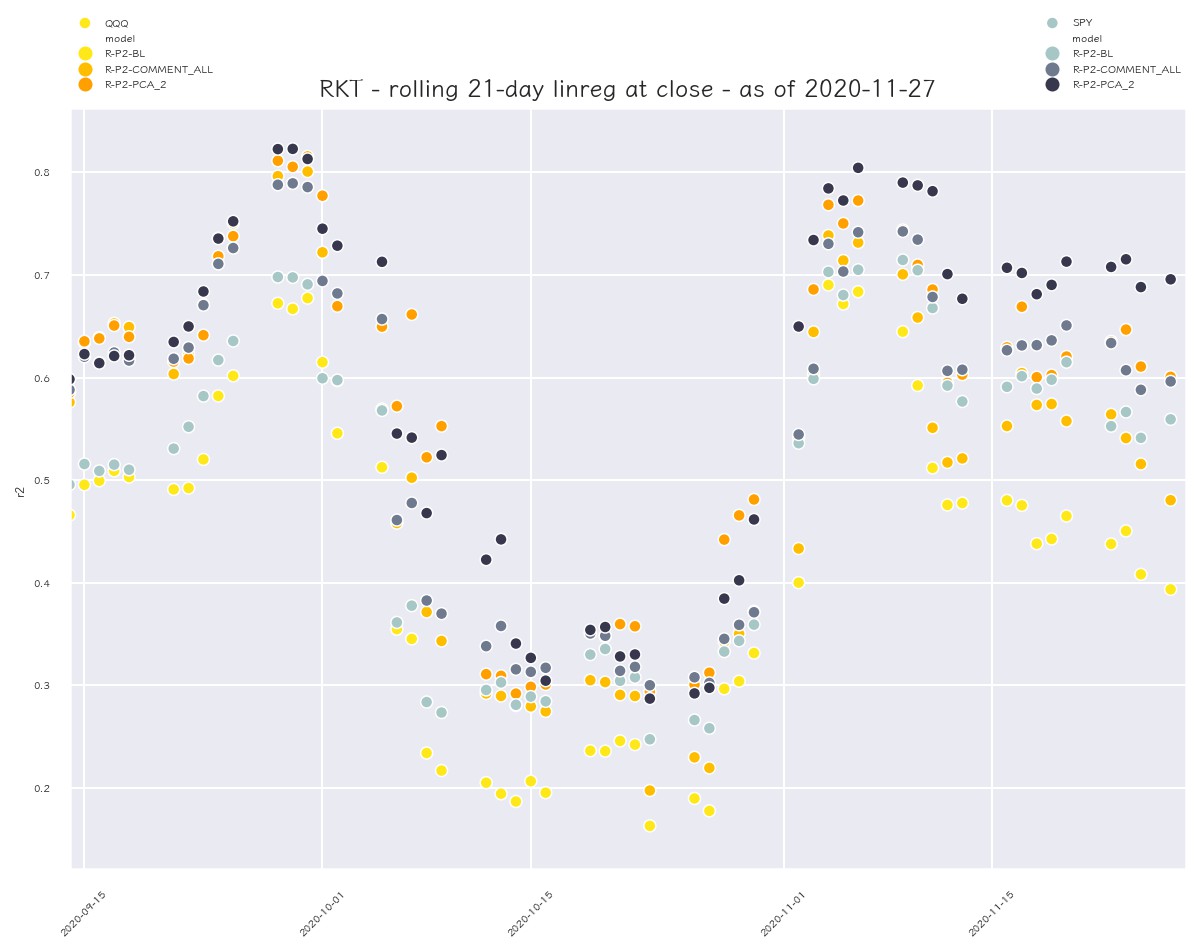 QQQ
model
R-P2-BL
R-P2-COMMENT_ALL
R-P2-PCA_2
SPY
model
R-P2-BL
R-P2-COMMENT_ALL
R-P2-PCA_2
RKT - rolling 21-day linreg at close - as of 2020-11-27
0.8
0.7
0.6
0.5
0.4
0.3
0.2
r2
2020-09-15
2020-10-01
2020-10-15
2020-11-01
2020-11-15